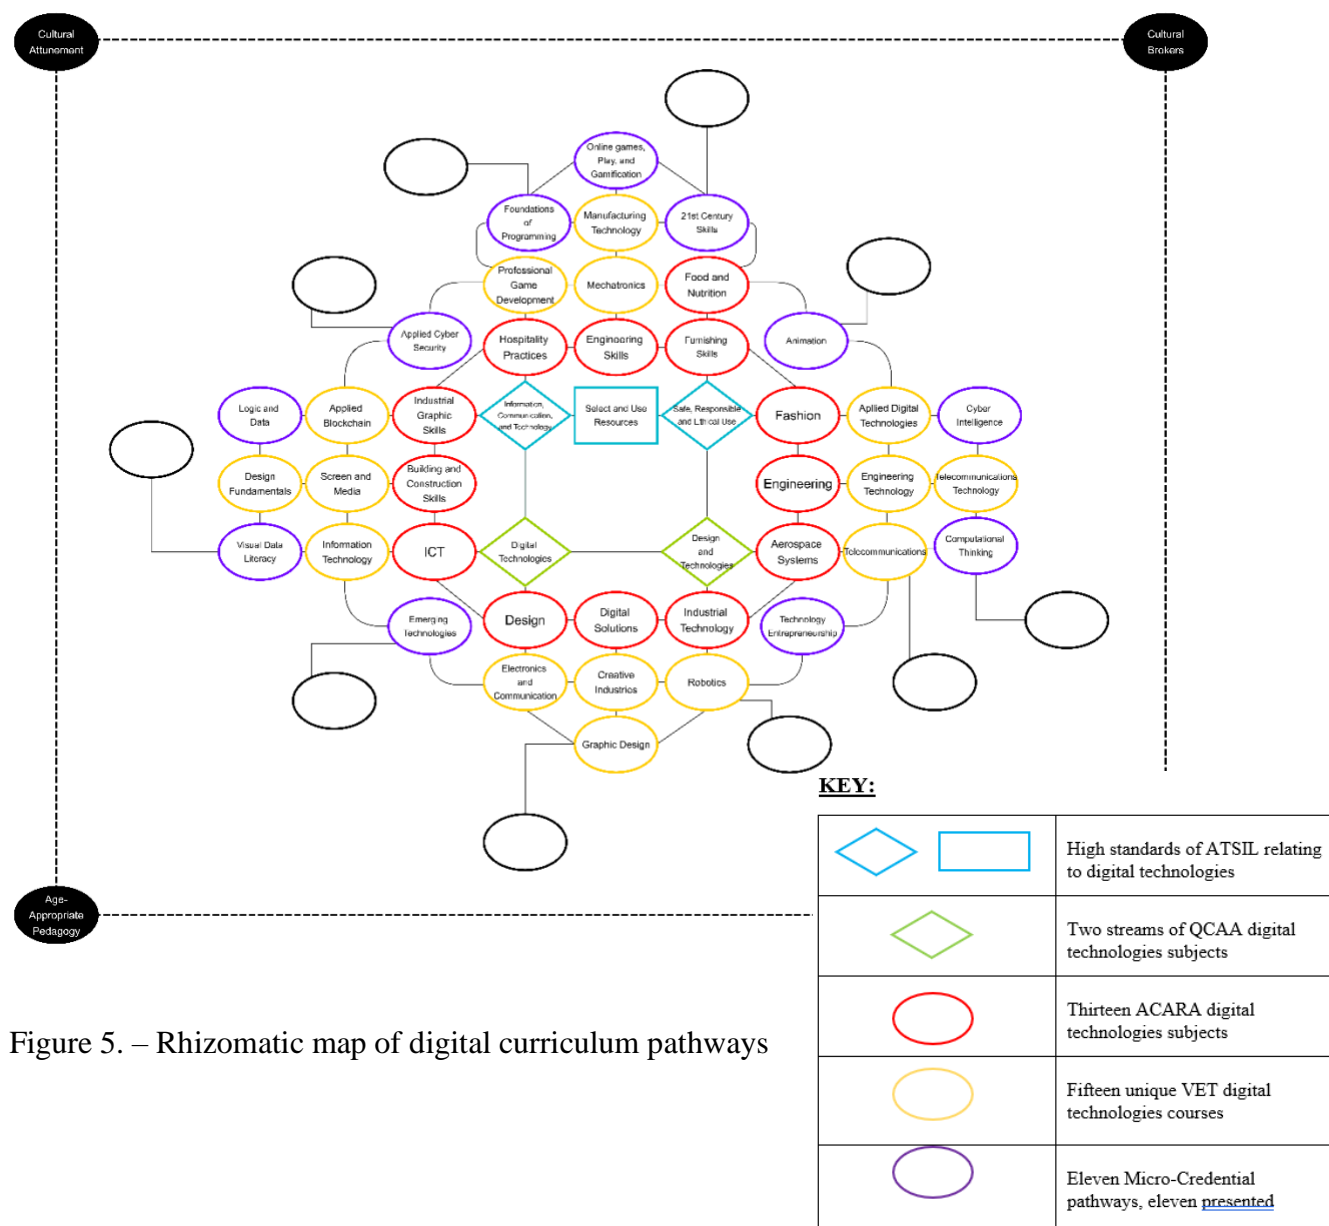 Cultural
Attunement
Cultural
Brokers
Online games,
Play, and
Gamification
Foundations
of
Programming
Manufacturing
Technology
21st Century
Skills
Professional
Game
Development
Mechatronics
Food and
Nutrition
Applied Cyber
Security
Hospitality
Practices
Engineering
Skills
Furnishing
Skills
Animation
Logic and
Data
Applied
Blockchain
Industrial
Graphic
Skills
Information,
Communication,
and Technology
Select and Use
Resources
Safe, Responsible
and Ethical Use
Fashion
Applied Digital
Technologies
Cyber
Intelligence
Design
Fundamentals
Screen and
Media
Building and
Construction
Skills
Engineering
Engineering
Technology
Telecommunications
Technology
Visual Data
Literacy
Information
Technology
ICT
Digital
Technologies
Design
and
Technologies
Aerospace
Systems
Telecommunications
Computational
Thinking
Emerging
Technologies
Design
Digital
Solutions
Industrial
Technology
Technology
Entrepreneurship
Electronics
and
Communication
Creative
Industries
Robotics
Graphic Design
Age-
Appropriate
Pedagogy
KEY:
High standards of ATSIL relating
to digital technologies
Two streams of QCAA digital
technologies subjects
Thirteen ACARA digital
technologies subjects
Fifteen unique VET digital
technologies courses
Eleven Micro-Credential
pathways, eleven presented
Figure 5. – Rhizomatic map of digital curriculum pathways